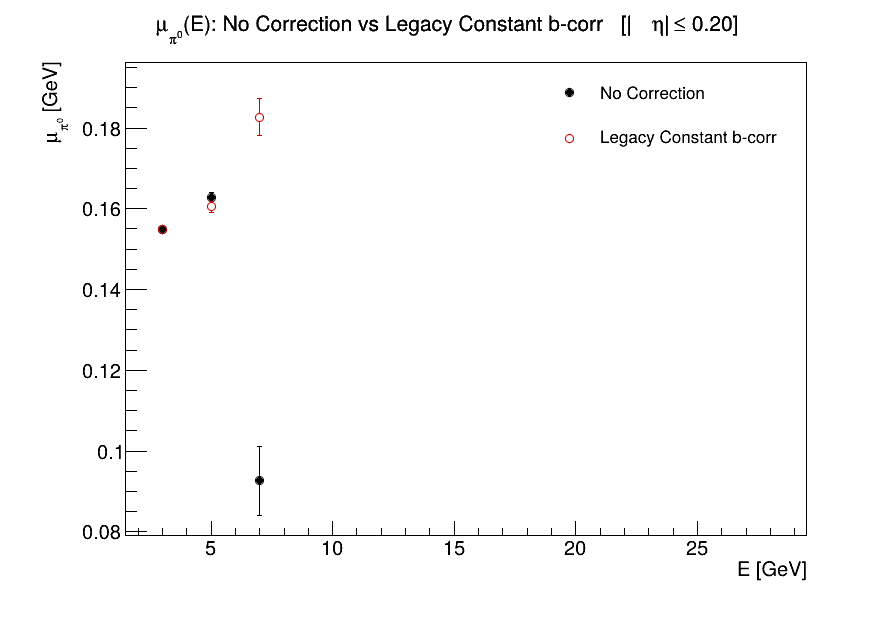 μπ⁰(E): No Correction vs Legacy Constant b-corr [| η| ≤ 0.20]
μπ⁰ [GeV]
No Correction
Legacy Constant b-corr
0.18
0.16
0.14
0.12
0.1
0.08
5 10 15 20 25
E [GeV]